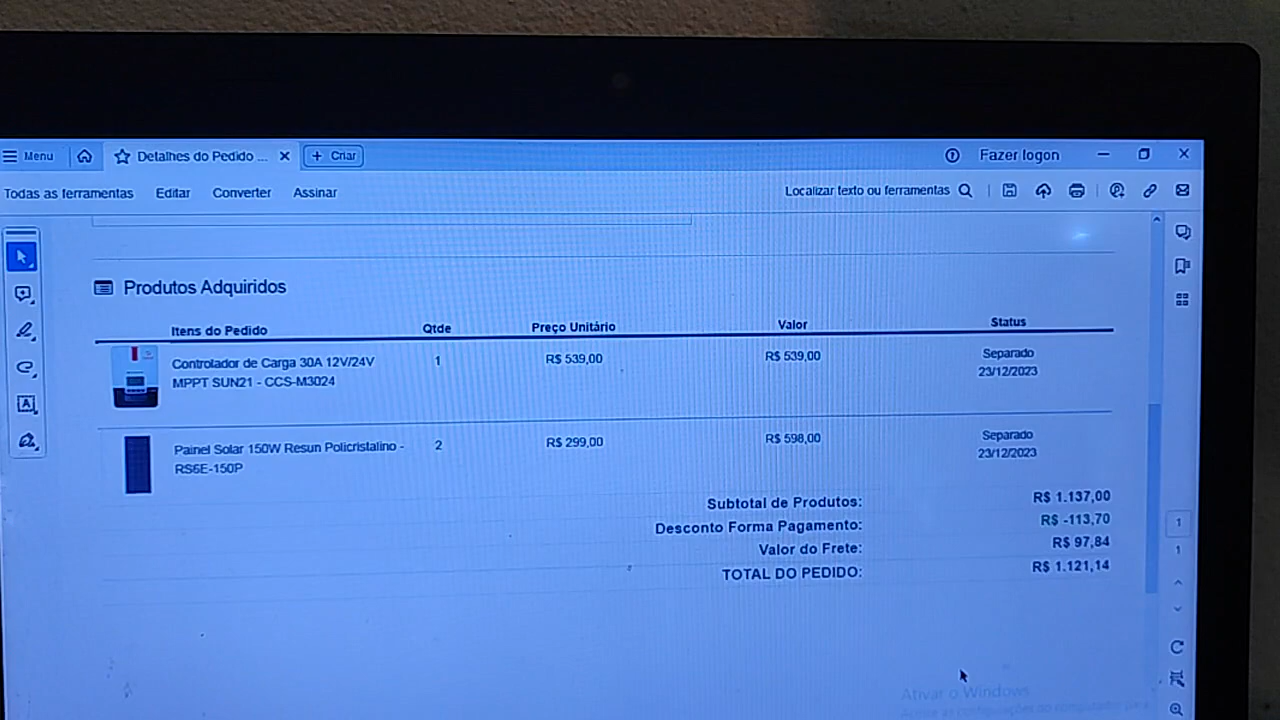 Menu
Detalhes do Pedido ...
+ Criar
Fazer logon
Todas as ferramentas
Editar
Converter
Assinar
Localizar texto ou ferramentas
Produtos Adquiridos
Itens do Pedido Qtde Preço Unitário Valor Status
Controlador de Carga 30A 12V/24V 1 R$ 539,00 R$ 539,00 Separado
MPPT SUN21 - CCS-M3024 23/12/2023
Painel Solar 150W Resun Policristalino - 2 R$ 299,00 R$ 598,00 Separado
RS6E-150P 23/12/2023
Subtotal de Produtos: R$ 1.137,00
Desconto Forma Pagamento: R$ -113,70
Valor do Frete: R$ 97,84
TOTAL DO PEDIDO: R$ 1.121,14
1
1
Ativar o Windows